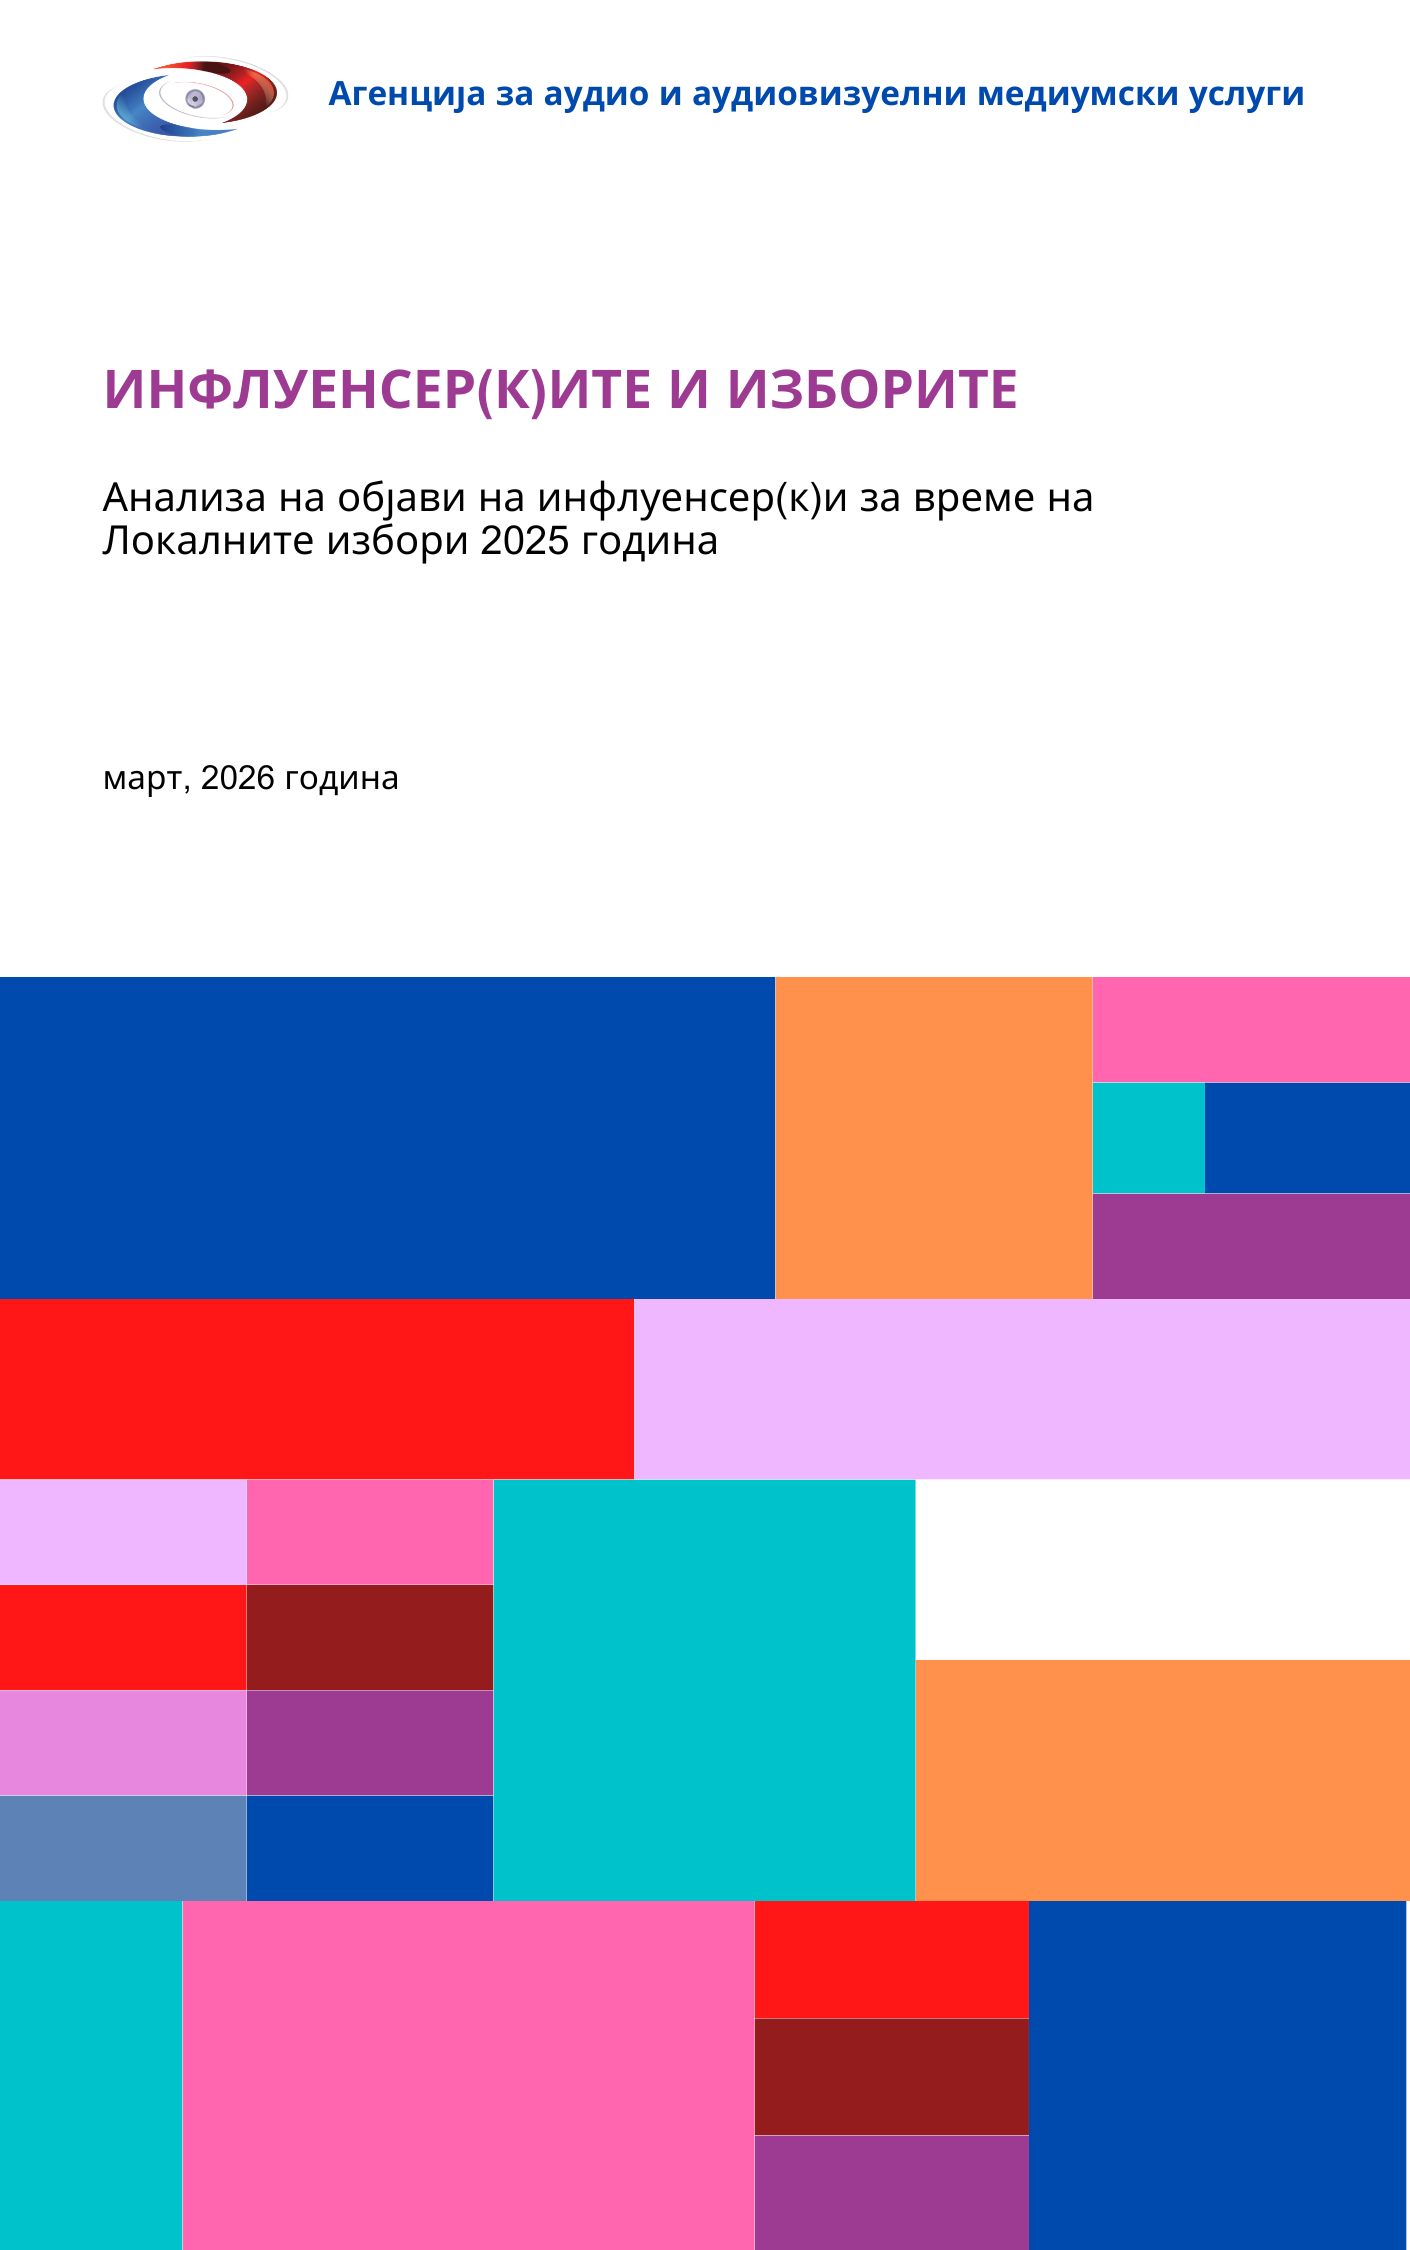 Агенција за аудио и аудиовизуелни медиумски услуги
ИНФЛУЕНСЕР(К)ИТЕ И ИЗБОРИТЕ
Анализа на објави на инфлуенсер(к)и за време на
Локалните избори 2025 година
март, 2026 година